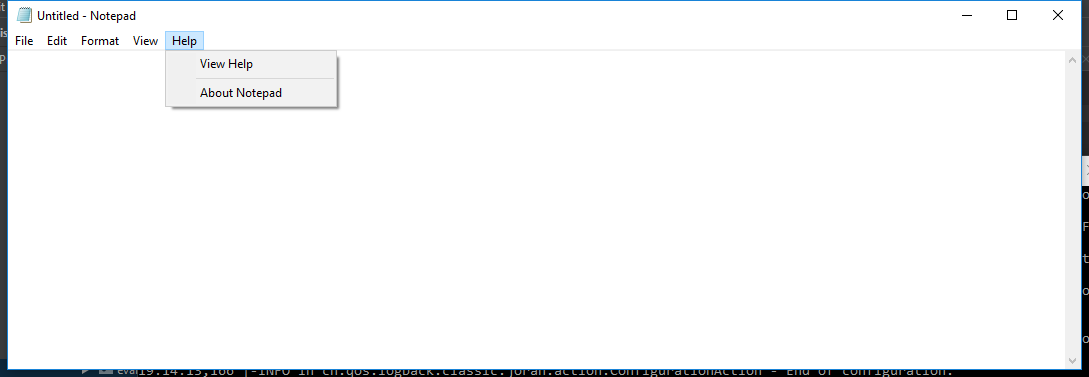 Untitled - Notepad
File Edit Format View Help
View Help
About Notepad
19:14:13,166 |-INFO in ch.qos.logback.classic.joran.action.ConfigurationAction - End of configuration.